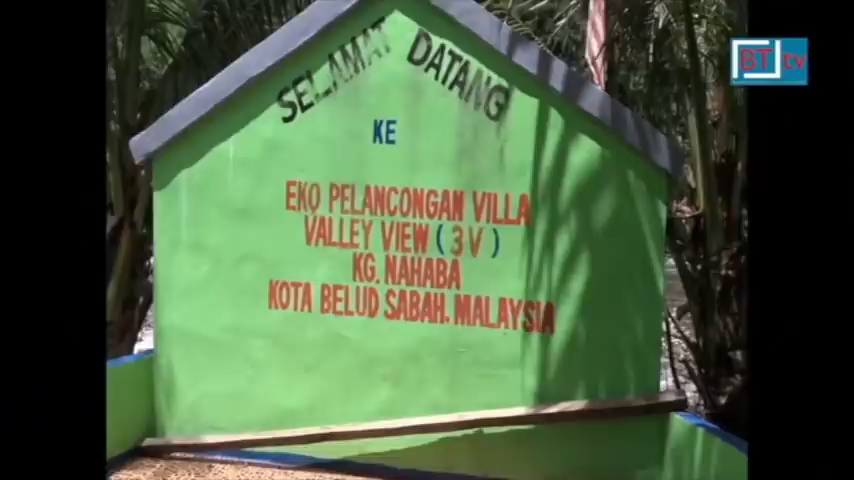 BT tv
SELAMAT DATANG
KE
EKO PELANCONGAN VILLA
VALLEY VIEW (3V)
KG. NAHABA
KOTA BELUD SABAH. MALAYSIA